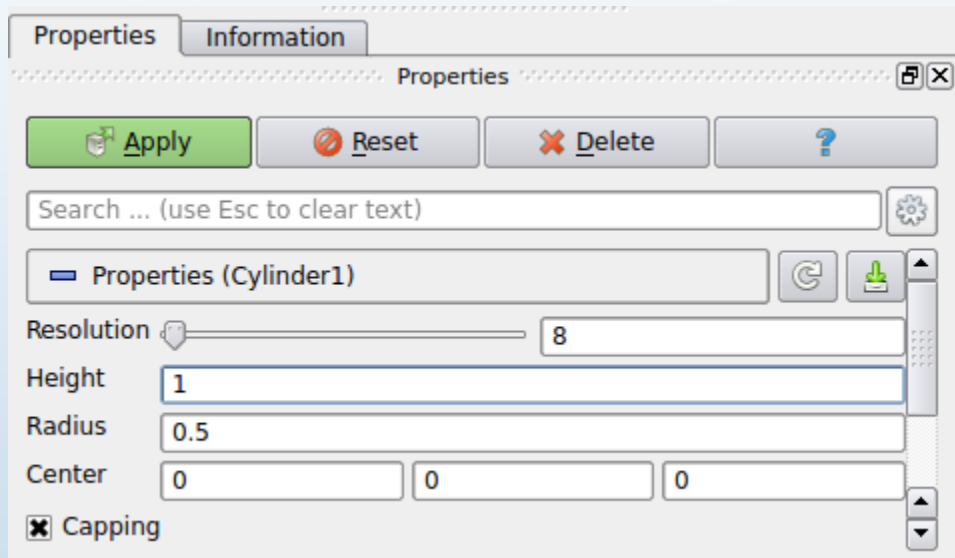 Properties Information
Properties
Apply Reset Delete ?
Search ... (use Esc to clear text)
Properties (Cylinder1)
Resolution 8
Height 1
Radius 0.5
Center 0 0 0
Capping